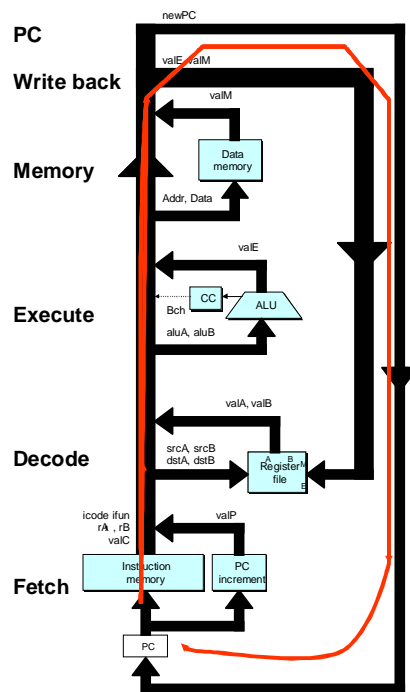 newPC
PC
valE, valM
Write back
valM
Data
memory
Memory
Addr, Data
valE
CC
ALU
Bch
Execute
aluA, aluB
valA, valB
srcA, srcB
dstA, dstB
A B
M
Register
file
E
Decode
icode ifun
rA , rB
valC
valP
Instruction
memory
PC
increment
Fetch
PC